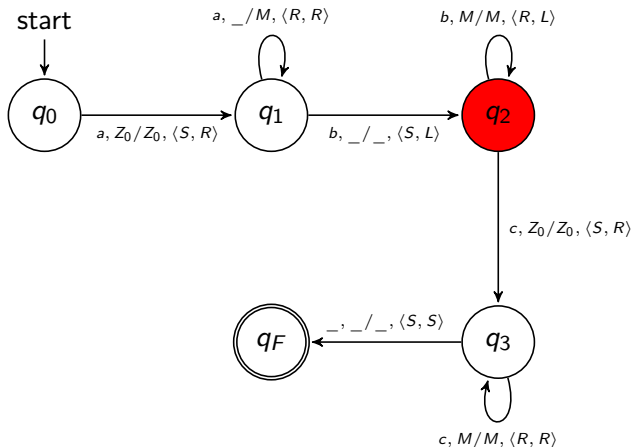 a, _/M, ⟨R, R⟩
b, M/M, ⟨R, L⟩
start
q0
q1
q2
a, Z0/Z0, ⟨S, R⟩
b, _/_, ⟨S, L⟩
c, Z0/Z0, ⟨S, R⟩
_, _/_, ⟨S, S⟩
qF
q3
c, M/M, ⟨R, R⟩